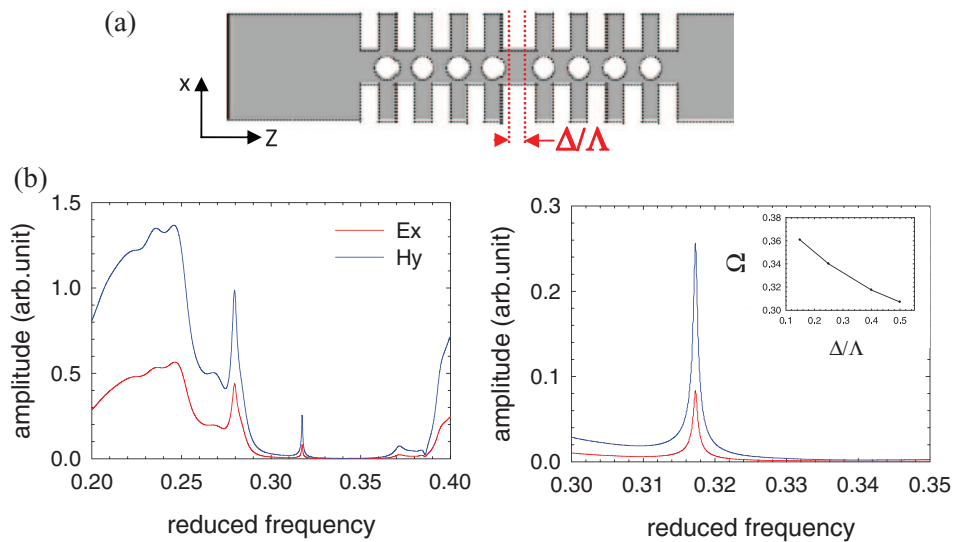 (a)
x
Z
Δ/Λ
(b)
1.5
1.0
0.5
0.0
amplitude (arb.unit)
Ex
Hy
0.20
0.25
0.30
0.35
0.40
reduced frequency
0.3
0.2
0.1
0.0
amplitude (arb.unit)
0.40
0.38
0.36
0.34
0.32
0.30
Ω
0.1
0.2
0.3
0.4
0.5
Δ/Λ
0.30
0.31
0.32
0.33
0.34
0.35
reduced frequency